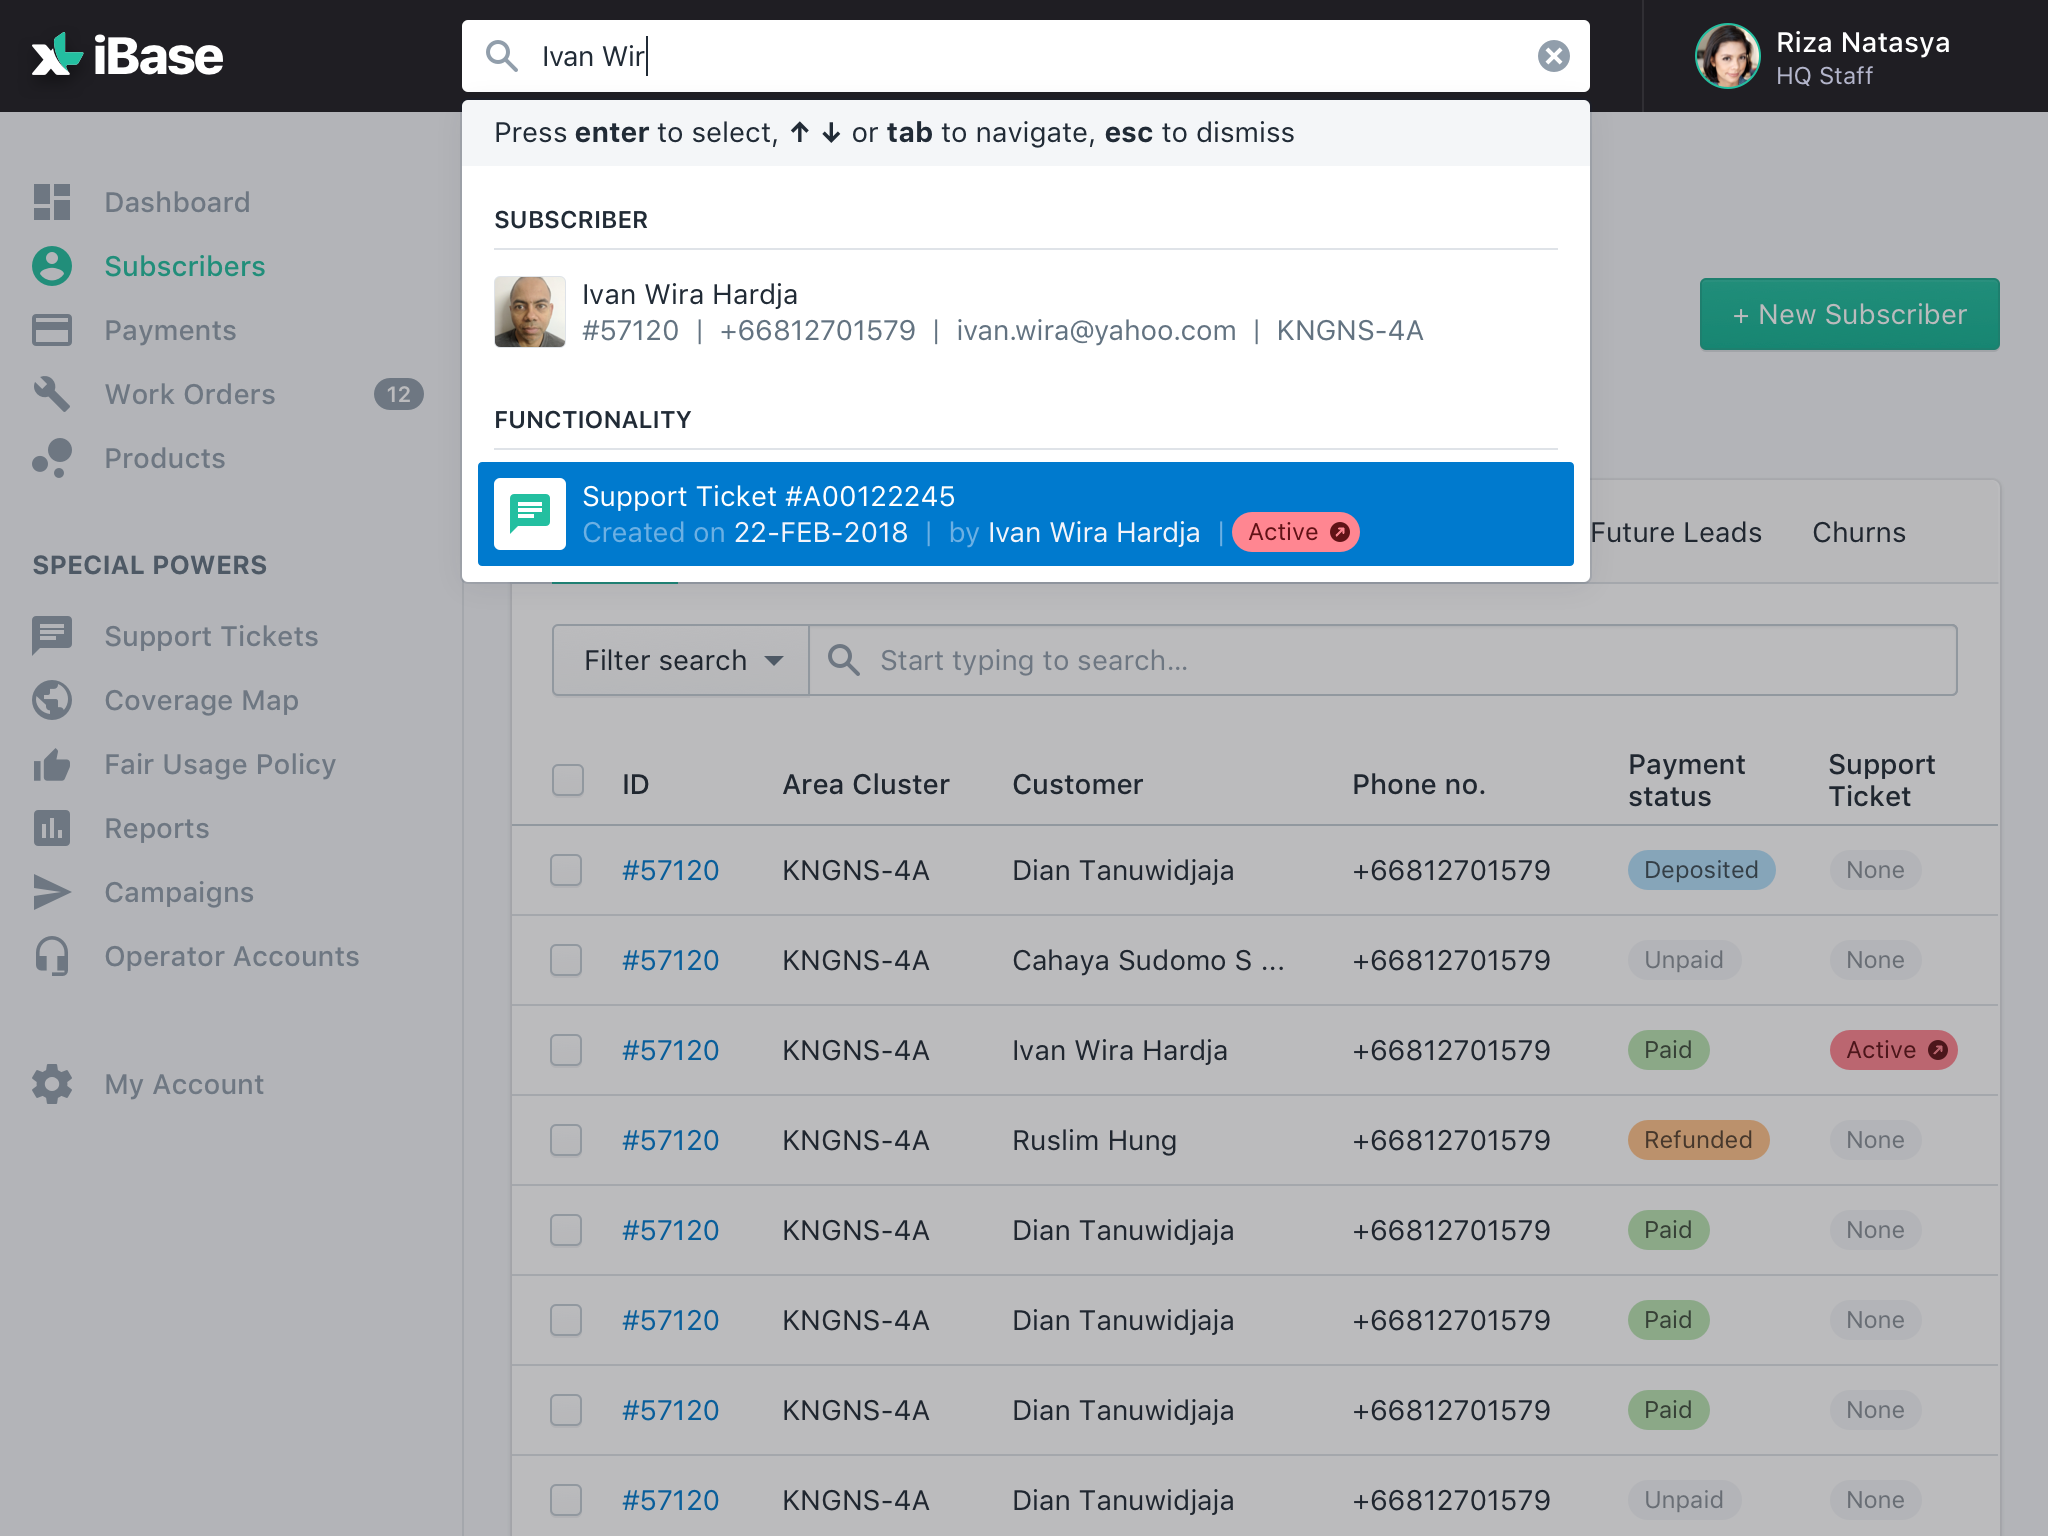 xL iBase
Ivan Wir
Riza Natasya
HQ Staff
Press enter to select, ↑ ↓ or tab to navigate, esc to dismiss
SUBSCRIBER
Ivan Wira Hardja
#57120 | +66812701579 | ivan.wira@yahoo.com | KNGNS-4A
FUNCTIONALITY
Support Ticket #A00122245
Created on 22-FEB-2018 | by Ivan Wira Hardja | Active
Dashboard
Subscribers
Payments
Work Orders 12
Products
SPECIAL POWERS
Support Tickets
Coverage Map
Fair Usage Policy
Reports
Campaigns
Operator Accounts
My Account
+ New Subscriber
Future Leads Churns
Filter search Start typing to search...
ID Area Cluster Customer Phone no. Payment status Support Ticket
#57120 KNGNS-4A Dian Tanuwidjaja +66812701579 Deposited None
#57120 KNGNS-4A Cahaya Sudomo S ... +66812701579 Unpaid None
#57120 KNGNS-4A Ivan Wira Hardja +66812701579 Paid Active
#57120 KNGNS-4A Ruslim Hung +66812701579 Refunded None
#57120 KNGNS-4A Dian Tanuwidjaja +66812701579 Paid None
#57120 KNGNS-4A Dian Tanuwidjaja +66812701579 Paid None
#57120 KNGNS-4A Dian Tanuwidjaja +66812701579 Paid None
#57120 KNGNS-4A Dian Tanuwidjaja +66812701579 Unpaid None